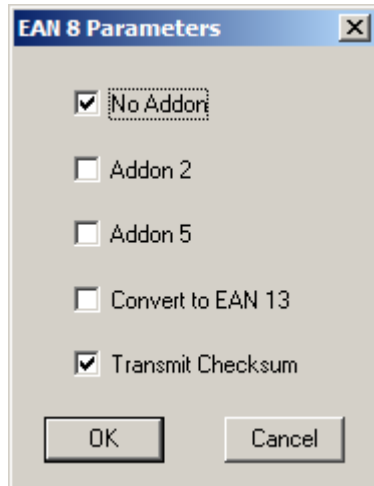 EAN 8 Parameters
No Addon
Addon 2
Addon 5
Convert to EAN 13
Transmit Checksum
OK Cancel